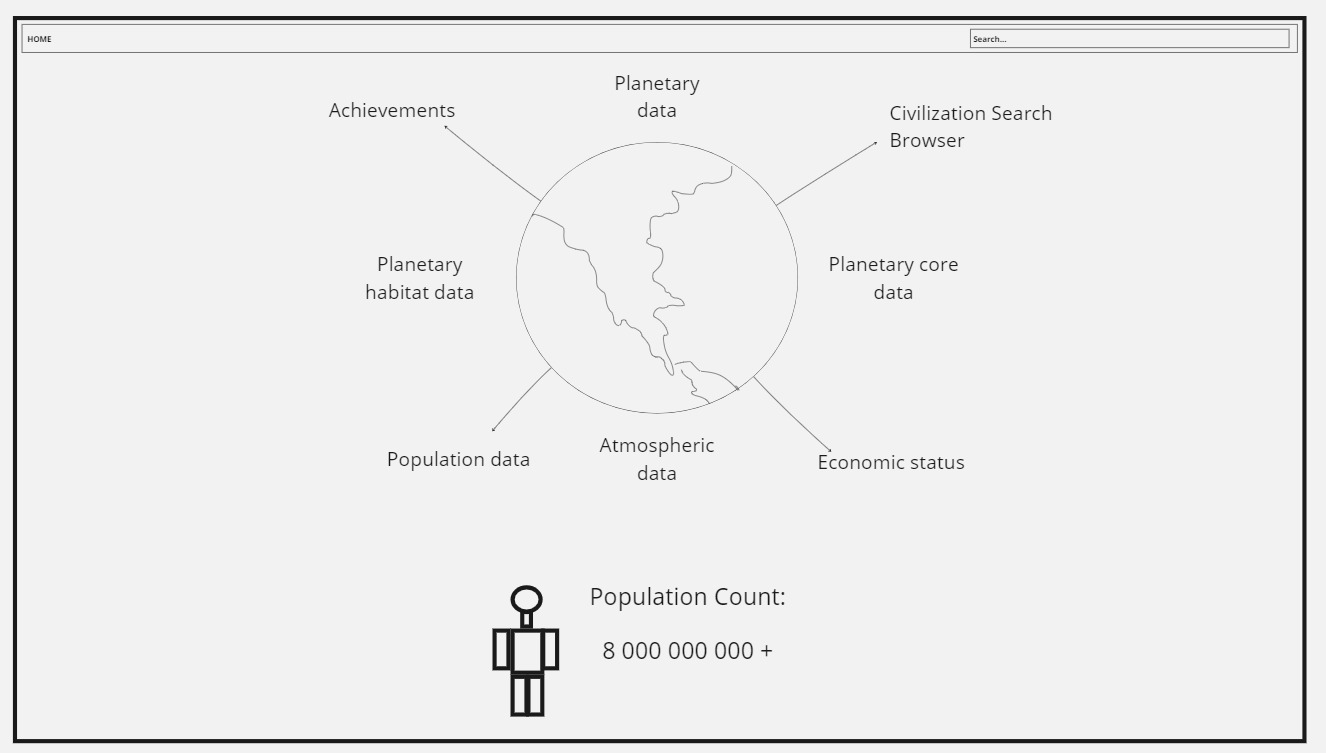 HOME
Search...
Planetary
data
Achievements
Civilization Search
Browser
Planetary
habitat data
Planetary core
data
Population data
Atmospheric
data
Economic status
Population Count:
8 000 000 000 +